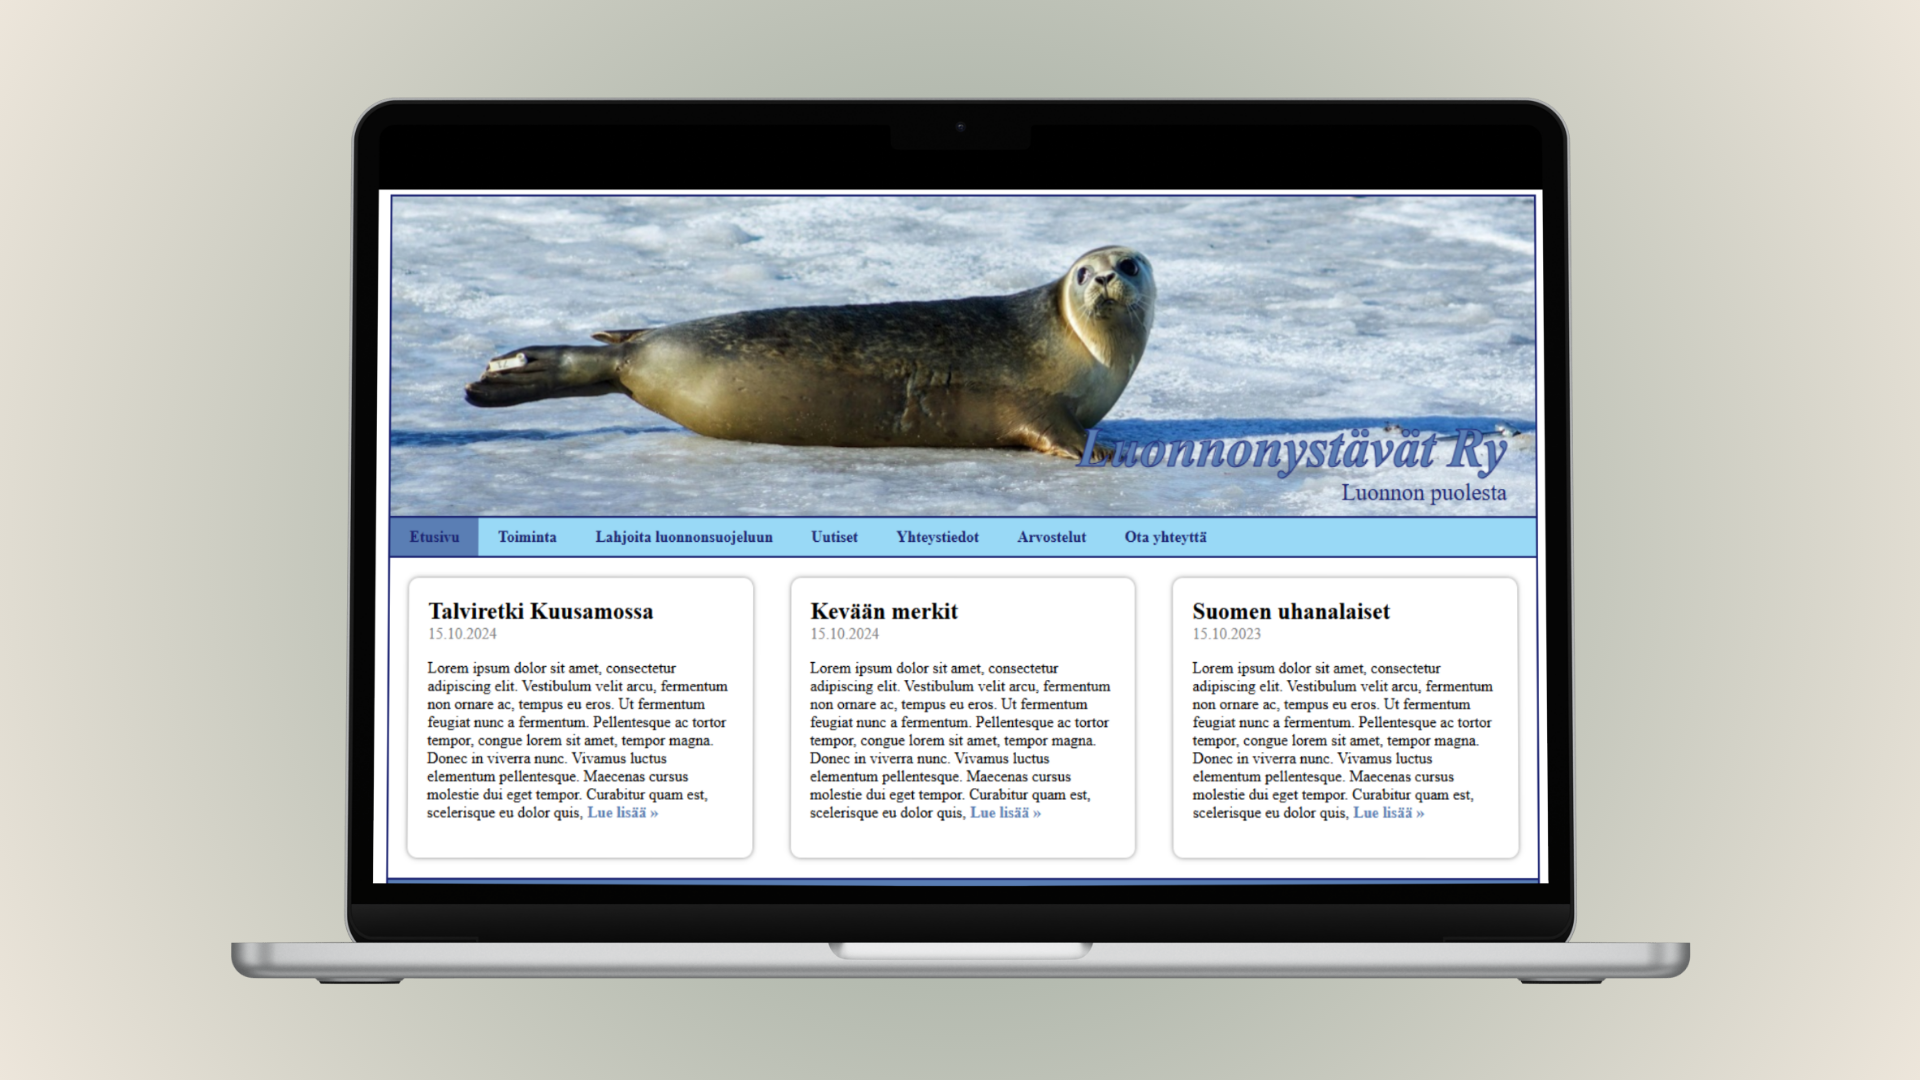 Luonnonystävät Ry
Luonnon puolesta
Etusivu Toiminta Lahjoita luonnonsuojeluun Uutiset Yhteystiedot Arvostelut Ota yhteyttä
Talviretki Kuusamossa
15.10.2024
Lorem ipsum dolor sit amet, consectetur
adipiscing elit. Vestibulum velit arcu, fermentum
non ornare ac, tempus eu eros. Ut fermentum
feugiat nunc a fermentum. Pellentesque ac tortor
tempor, congue lorem sit amet, tempor magna.
Donec in viverra nunc. Vivamus luctus
elementum pellentesque. Maecenas cursus
molestie dui eget tempor. Curabitur quam est,
scelerisque eu dolor quis, Lue lisää »
Kevään merkit
15.10.2024
Lorem ipsum dolor sit amet, consectetur
adipiscing elit. Vestibulum velit arcu, fermentum
non ornare ac, tempus eu eros. Ut fermentum
feugiat nunc a fermentum. Pellentesque ac tortor
tempor, congue lorem sit amet, tempor magna.
Donec in viverra nunc. Vivamus luctus
elementum pellentesque. Maecenas cursus
molestie dui eget tempor. Curabitur quam est,
scelerisque eu dolor quis, Lue lisää »
Suomen uhanalaiset
15.10.2023
Lorem ipsum dolor sit amet, consectetur
adipiscing elit. Vestibulum velit arcu, fermentum
non ornare ac, tempus eu eros. Ut fermentum
feugiat nunc a fermentum. Pellentesque ac tortor
tempor, congue lorem sit amet, tempor magna.
Donec in viverra nunc. Vivamus luctus
elementum pellentesque. Maecenas cursus
molestie dui eget tempor. Curabitur quam est,
scelerisque eu dolor quis, Lue lisää »